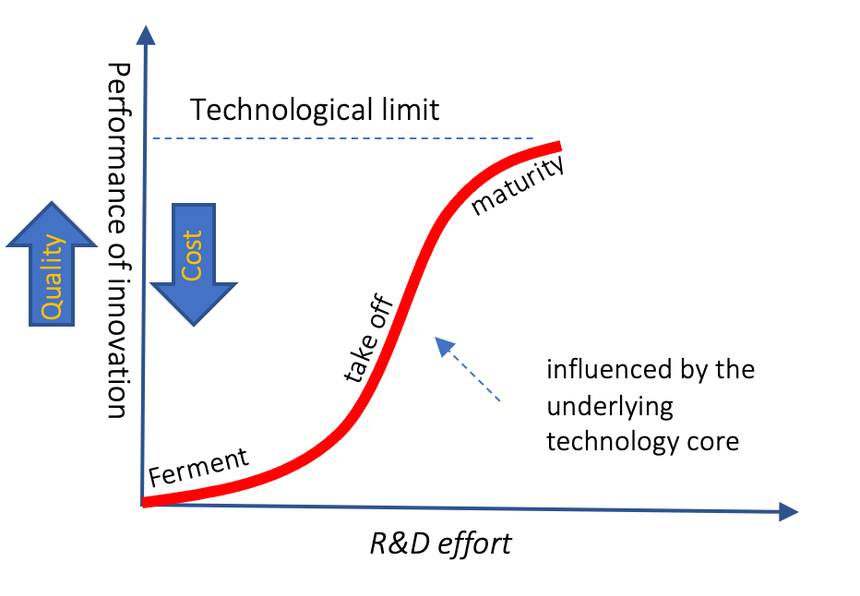 Performance of innovation
Technological limit
Quality
Cost
maturity
take off
Ferment
influenced by the
underlying
technology core
R&D effort